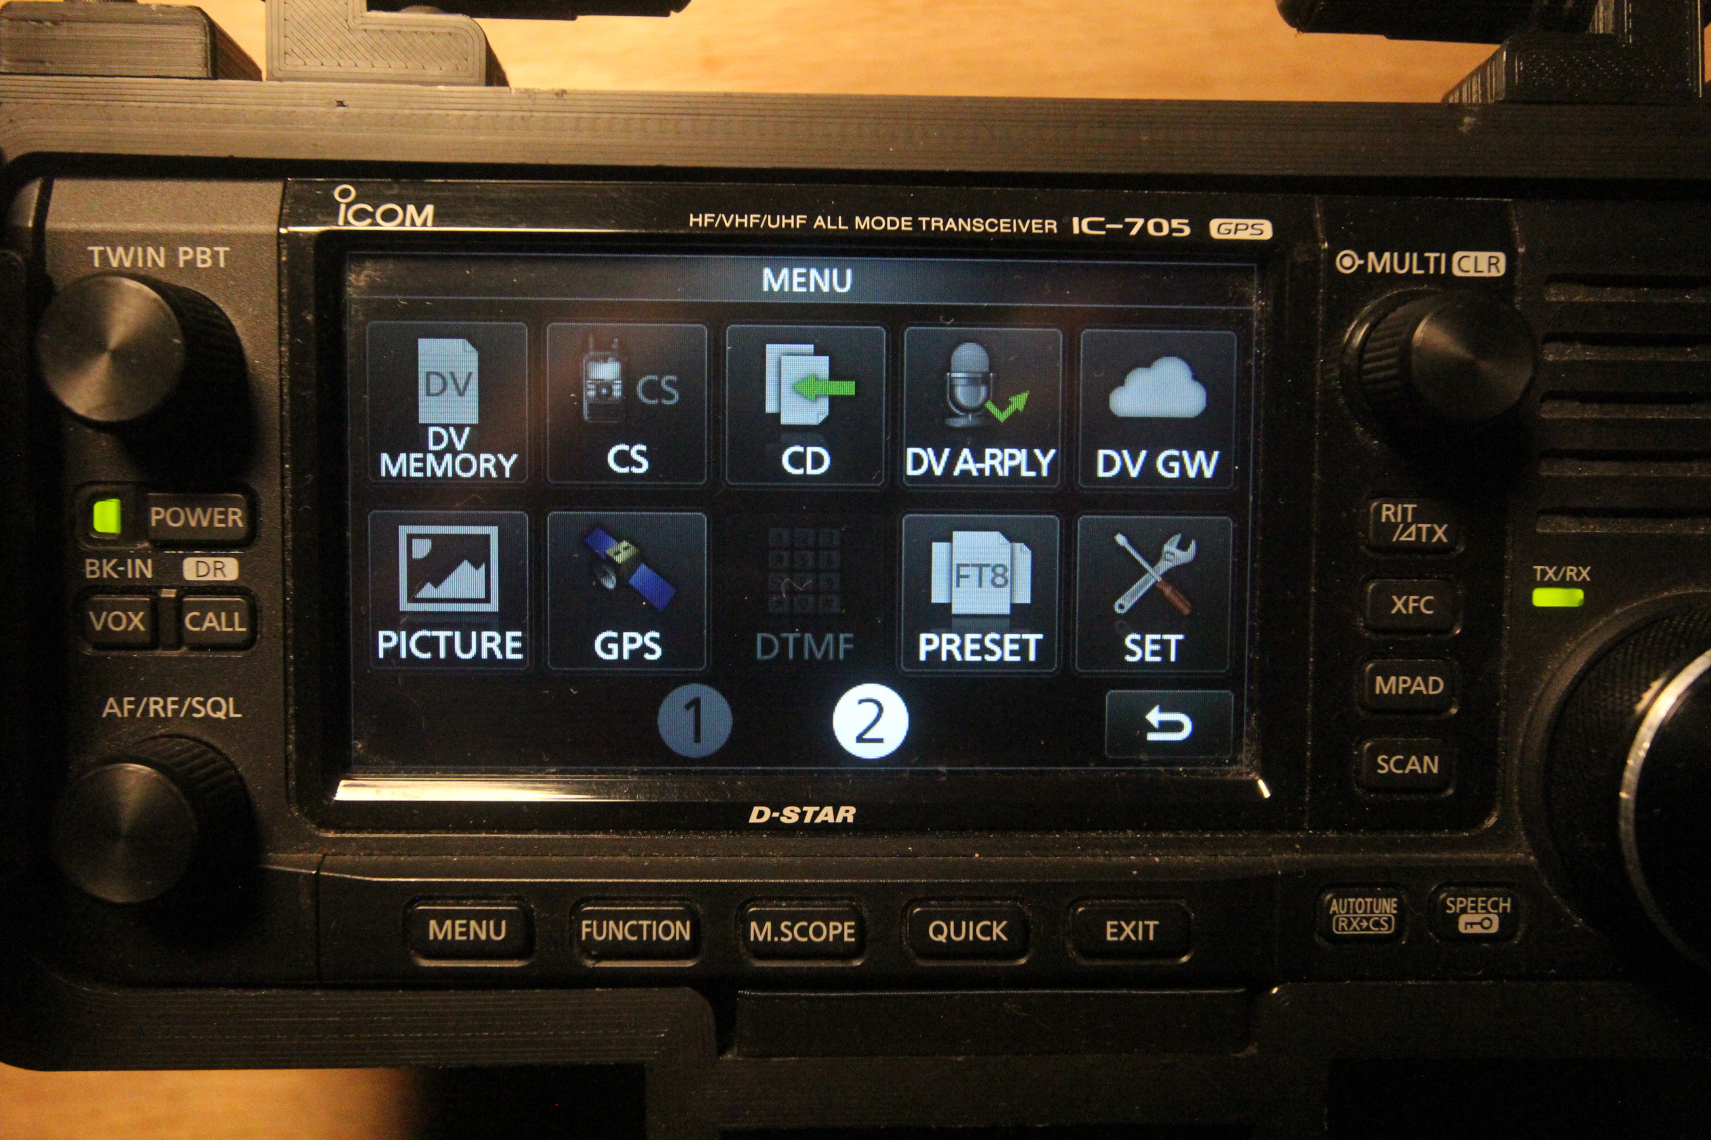 ICOM
HF/VHF/UHF ALL MODE TRANSCEIVER IC-705 GPS
TWIN PBT
MULTI CLR
MENU
DV
DV MEMORY
CS
CS
CD
DV A-RPLY
DV GW
PICTURE
GPS
DTMF
FT8
PRESET
SET
1
2
POWER
BK-IN
DR
VOX
CALL
AF/RF/SQL
RIT
/⊿TX
XFC
MPAD
SCAN
TX/RX
D-STAR
MENU
FUNCTION
M.SCOPE
QUICK
EXIT
AUTOTUNE
RX→CS
SPEECH